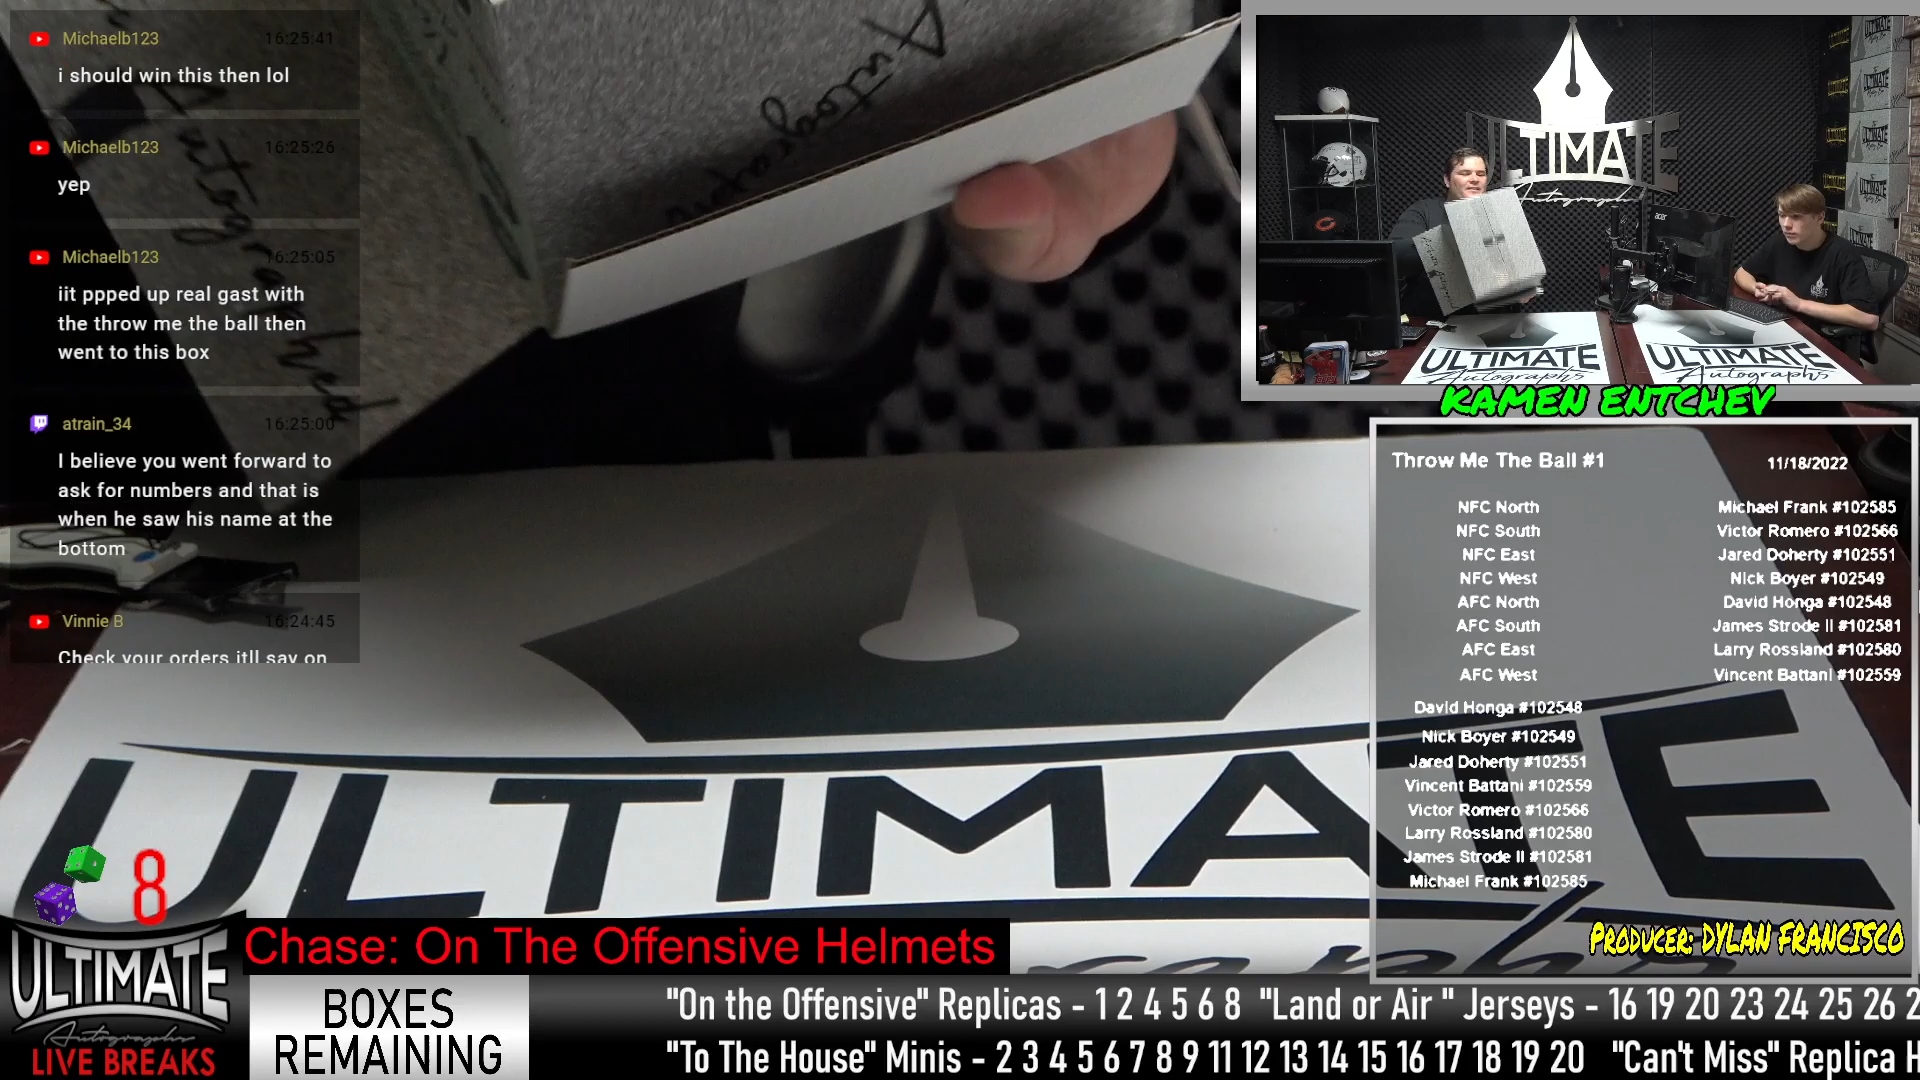 Michaelb123 16:25:41
i should win this then lol
Michaelb123 16:25:26
yep
Michaelb123 16:25:05
iit ppped up real gast with
the throw me the ball then
went to this box
atrain_34 16:25:00
I believe you went forward to
ask for numbers and that is
when he saw his name at the
bottom
Vinnie B 16:24:45
Check your orders itll say on
Autographed
Autographs
ULTIMATE
8
ULTIMATE
Autographs
LIVE BREAKS
Chase: On The Offensive Helmets
BOXES
REMAINING
"On the Offensive" Replicas - 1 2 4 5 6 8 "Land or Air " Jerseys - 16 19 20 23 24 25 26 2
"To The House" Minis - 2 3 4 5 6 7 8 9 11 12 13 14 15 16 17 18 19 20 "Can't Miss" Replica H
ULTIMATE
Autographs
acer
ULTIMATE
Autographs
ULTIMATE
Autographs
KAMEN ENTCHEV
Throw Me The Ball #1 11/18/2022
NFC North Michael Frank #102585
NFC South Victor Romero #102566
NFC East Jared Doherty #102551
NFC West Nick Boyer #102549
AFC North David Honga #102548
AFC South James Strode II #102581
AFC East Larry Rossland #102580
AFC West Vincent Battani #102559
David Honga #102548
Nick Boyer #102549
Jared Doherty #102551
Vincent Battani #102559
Victor Romero #102566
Larry Rossland #102580
James Strode II #102581
Michael Frank #102585
Producer: DYLAN FRANCISCO